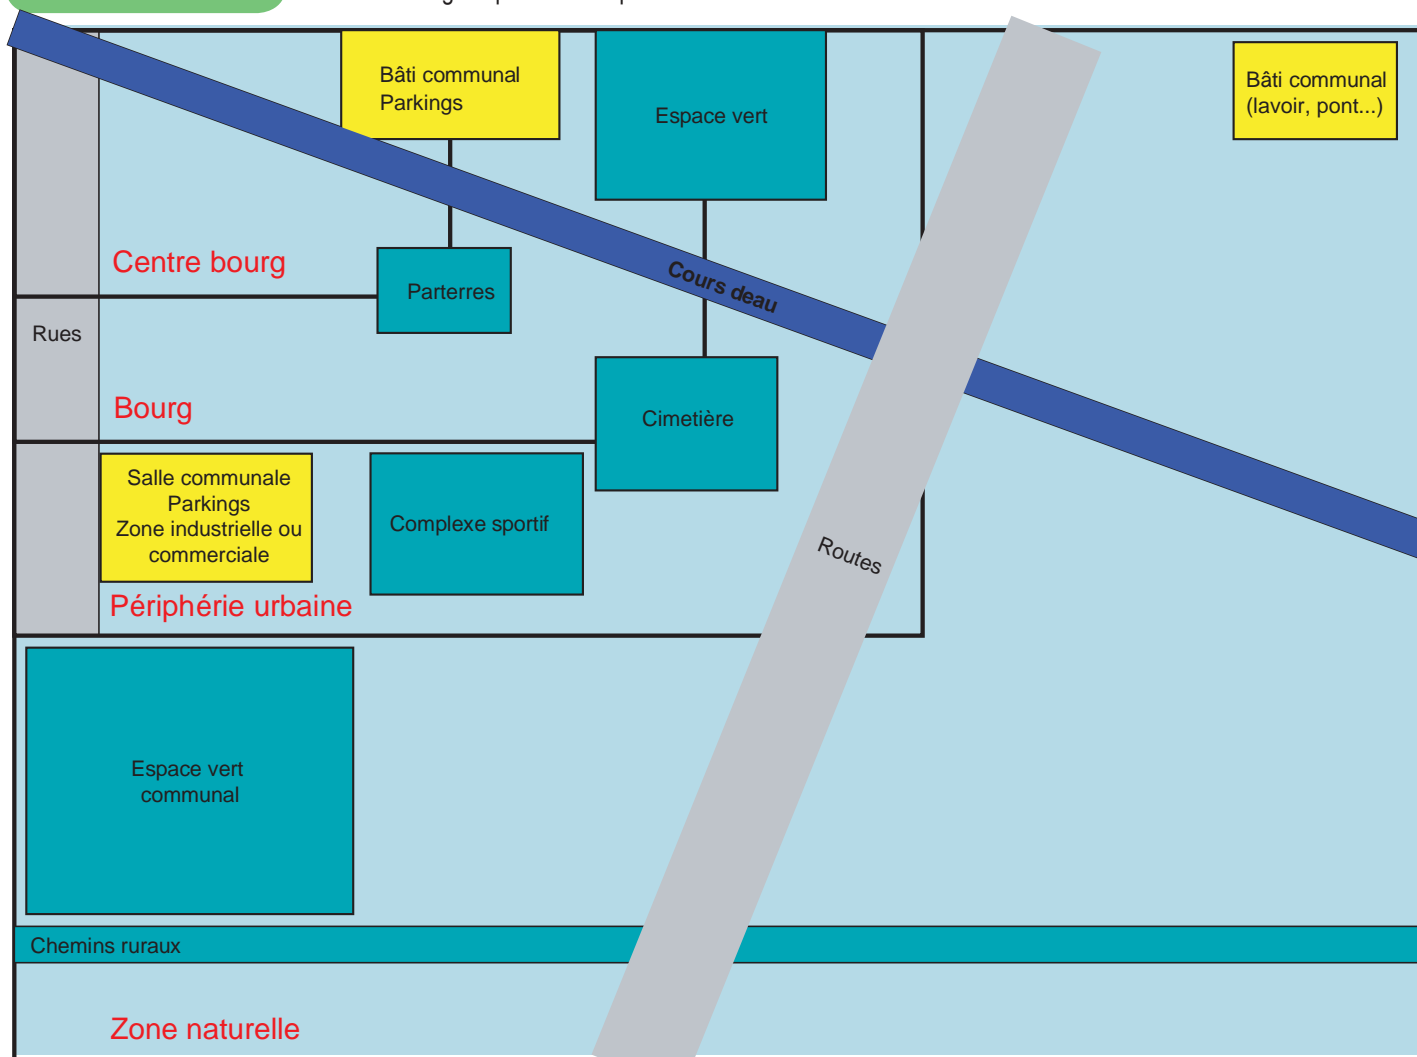 Bâti communal
Parkings
Espace vert
Bâti communal
(lavoir, pont...)
Centre bourg
Parterres
Cours deau
Rues
Bourg
Cimetière
Salle communale
Parkings
Zone industrielle ou
commerciale
Complexe sportif
Routes
Périphérie urbaine
Espace vert
communal
Chemins ruraux
Zone naturelle